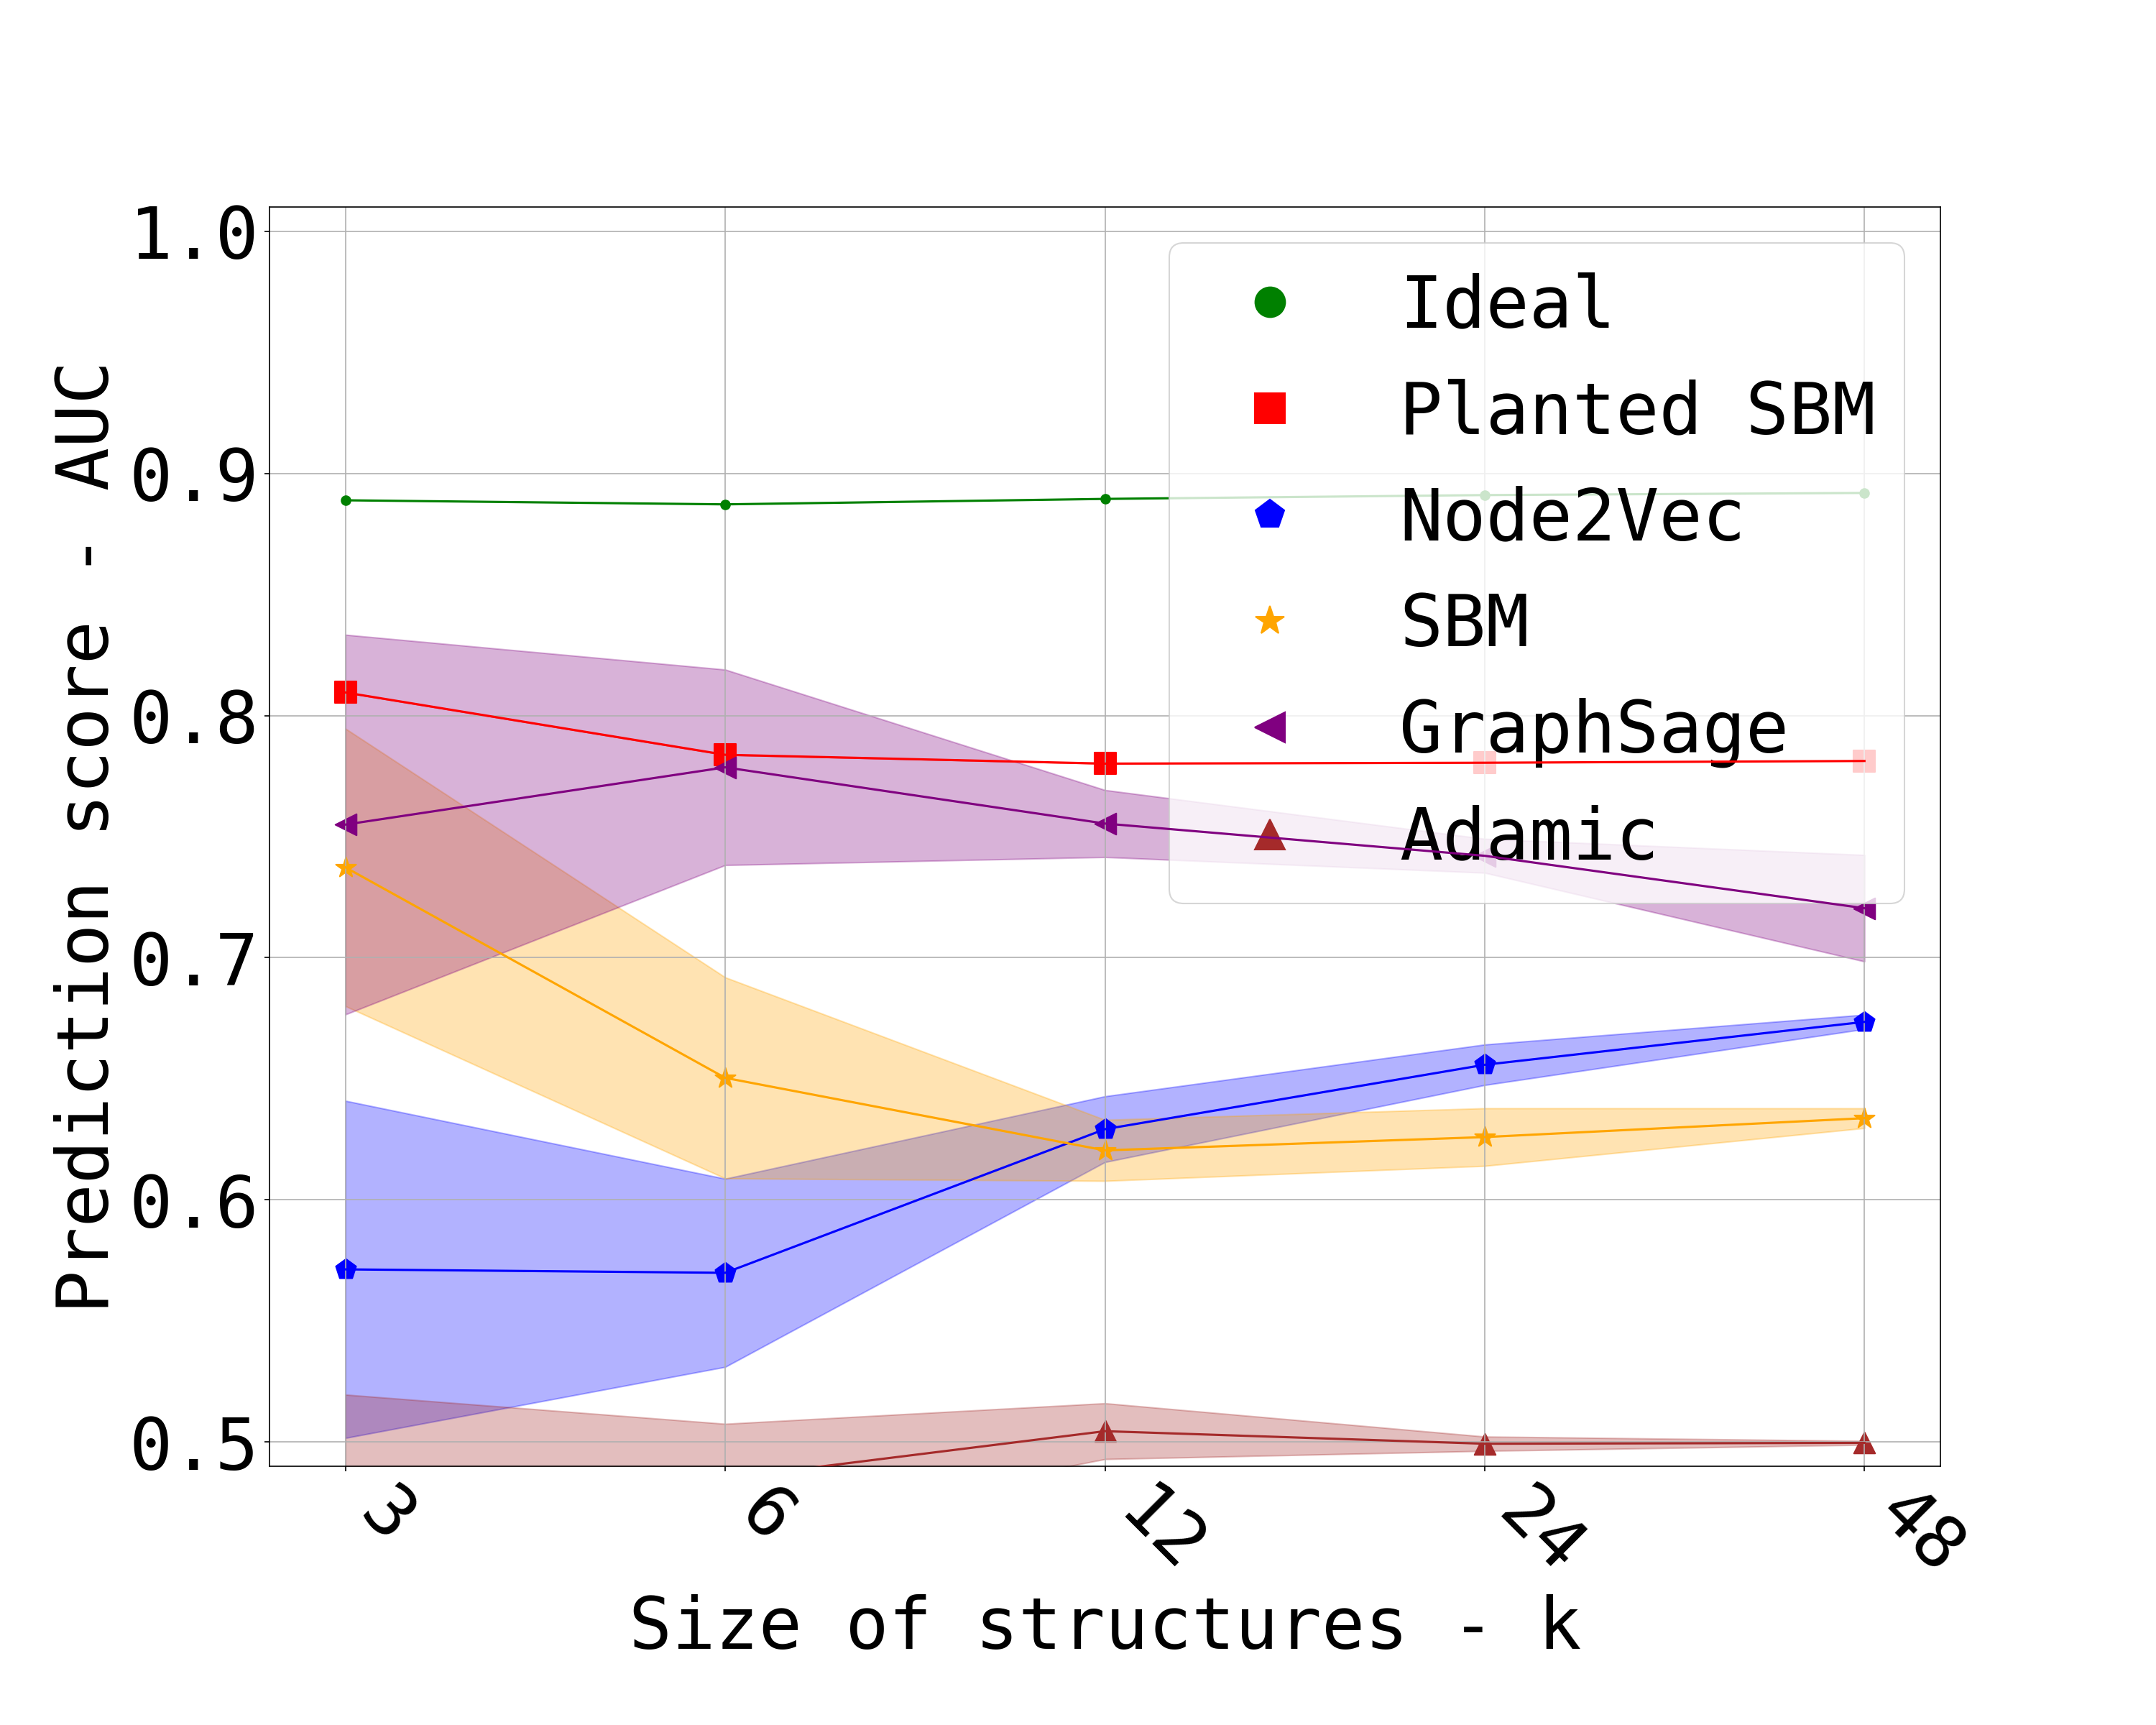 Prediction score - AUC
1.0
0.9
0.8
0.7
0.6
0.5
Ideal
Planted SBM
Node2Vec
SBM
GraphSage
Adamic
3 6 12 24 48
Size of structures - k